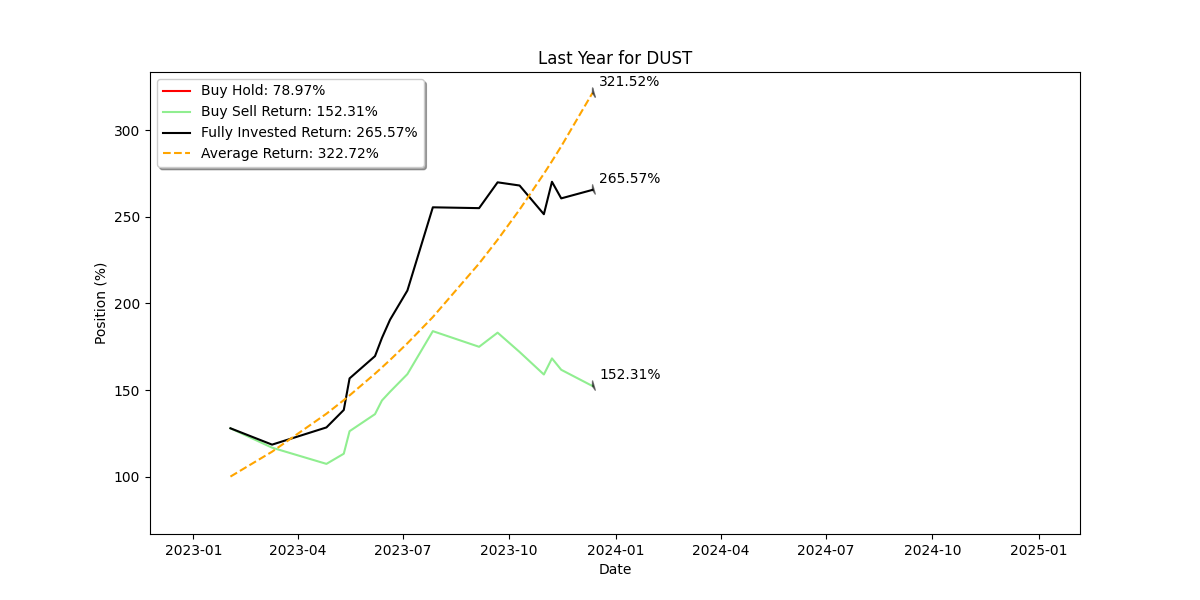 Last Year for DUST
Buy Hold: 78.97%
Buy Sell Return: 152.31%
Fully Invested Return: 265.57%
Average Return: 322.72%
321.52%
265.57%
152.31%
Position (%)
300
250
200
150
100
2023-01 2023-04 2023-07 2023-10 2024-01 2024-04 2024-07 2024-10 2025-01
Date